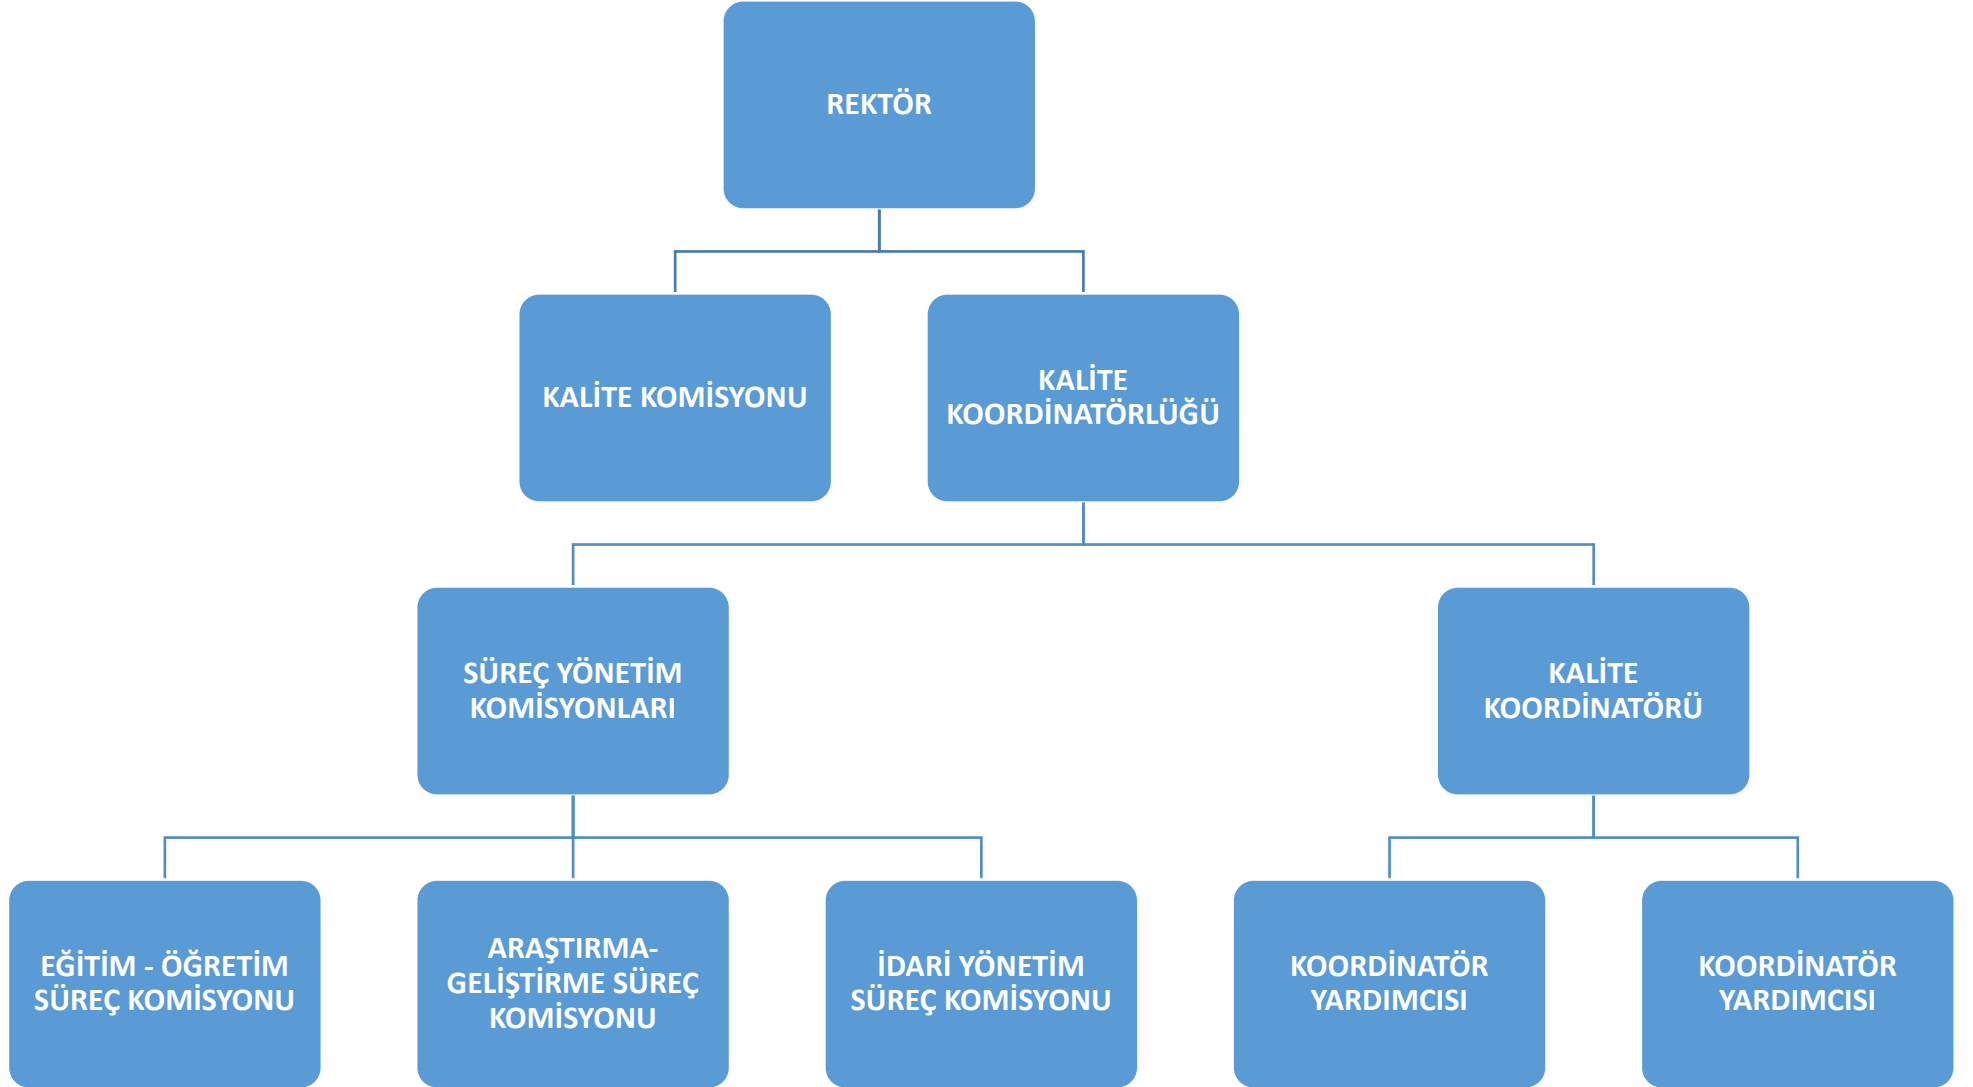 REKTÖR
KALİTE KOMİSYONU
KALİTE
KOORDİNATÖRLÜĞÜ
SÜREÇ YÖNETİM
KOMİSYONLARI
KALİTE
KOORDİNATÖRÜ
EĞİTİM - ÖĞRETİM
SÜREÇ KOMİSYONU
ARAŞTIRMA-
GELİŞTİRME SÜREÇ
KOMİSYONU
İDARİ YÖNETİM
SÜREÇ KOMİSYONU
KOORDİNATÖR
YARDIMCISI
KOORDİNATÖR
YARDIMCISI